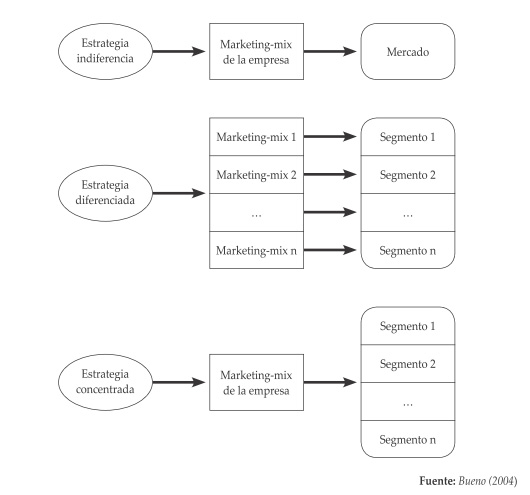 Estrategia
indiferencia
Marketing-mix
de la empresa
Mercado
Estrategia
diferenciada
Marketing-mix 1
Segmento 1
Marketing-mix 2
Segmento 2
…
…
Marketing-mix n
Segmento n
Estrategia
concentrada
Marketing-mix
de la empresa
Segmento 1
Segmento 2
…
Segmento n
Fuente: Bueno (2004)